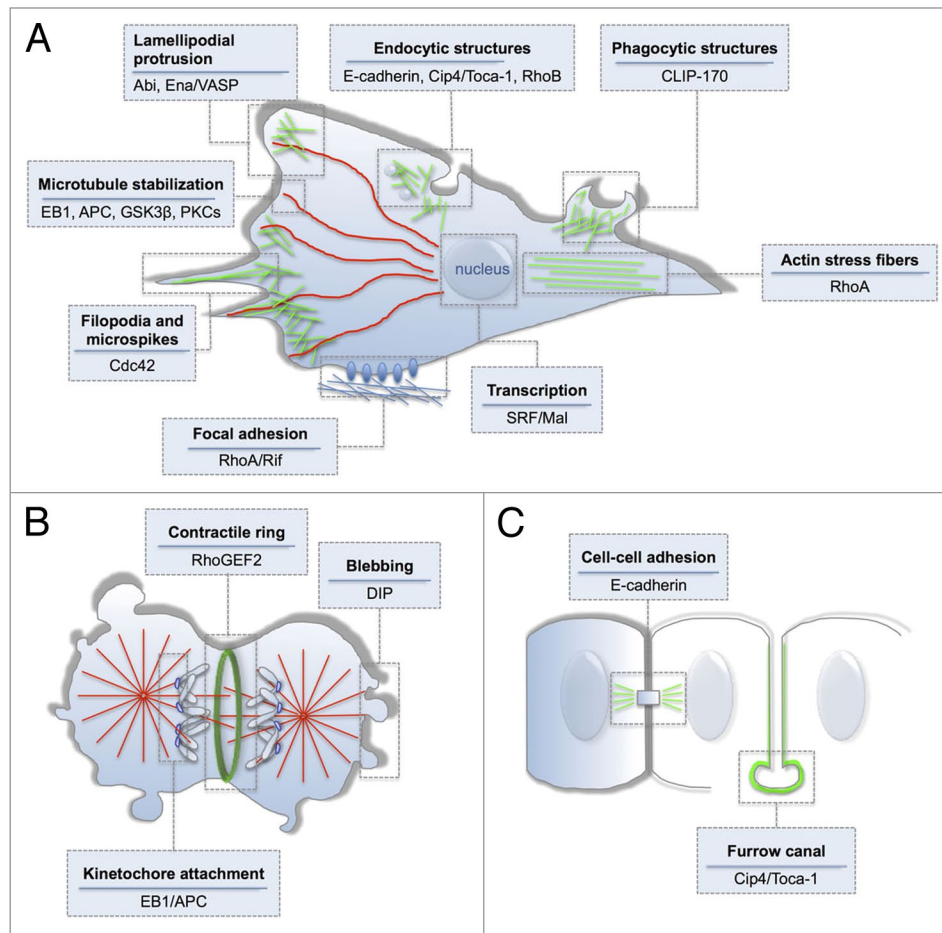 A
Lamellipodial
protrusion
Abi, Ena/VASP
Endocytic structures
E-cadherin, Cip4/Toca-1, RhoB
Phagocytic structures
CLIP-170
Microtubule stabilization
EB1, APC, GSK3β, PKCs
nucleus
Actin stress fibers
RhoA
Filopodia and
microspikes
Cdc42
Transcription
SRF/Mal
Focal adhesion
RhoA/Rif
B
Contractile ring
RhoGEF2
Blebbing
DIP
Kinetochore attachment
EB1/APC
C
Cell-cell adhesion
E-cadherin
Furrow canal
Cip4/Toca-1